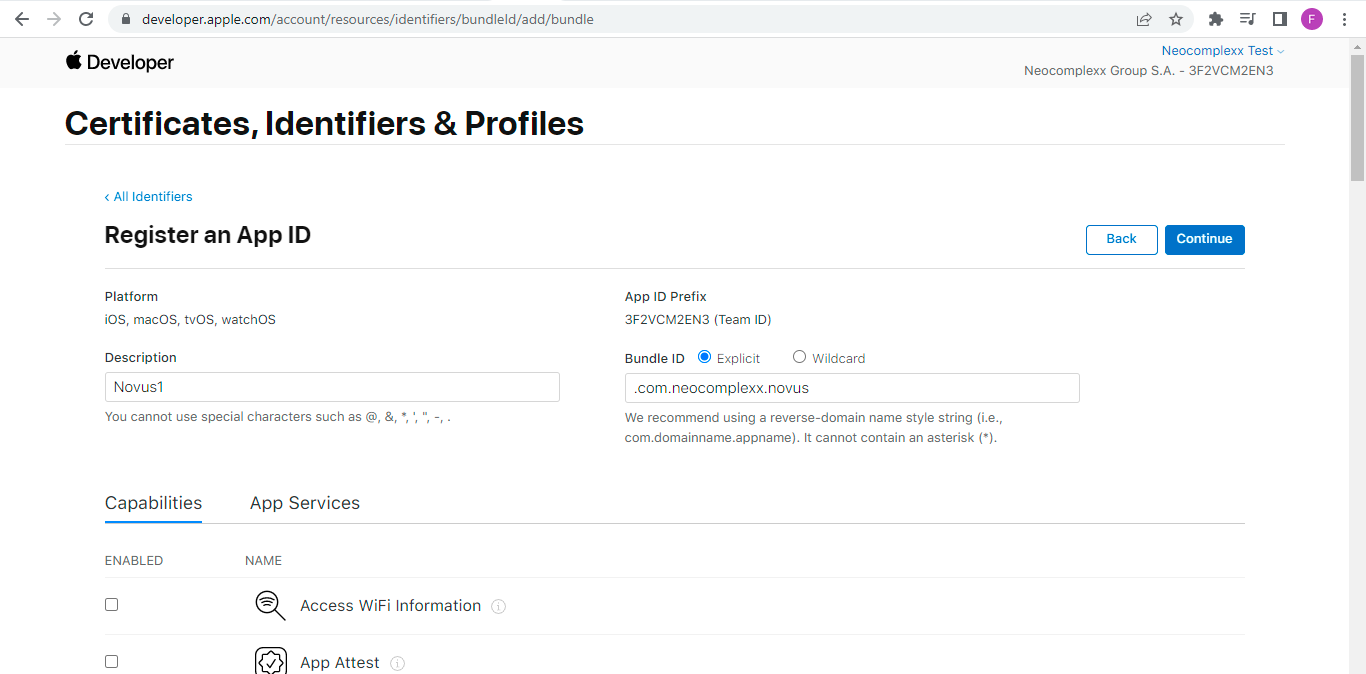 developer.apple.com/account/resources/identifiers/bundleId/add/bundle
F
Developer
Neocomplexx Test
Neocomplexx Group S.A. - 3F2VCM2EN3
Certificates, Identifiers & Profiles
‹ All Identifiers
Register an App ID
Back
Continue
Platform
iOS, macOS, tvOS, watchOS
App ID Prefix
3F2VCM2EN3 (Team ID)
Description
Novus1
You cannot use special characters such as @, &, *, ', ", -, .
Bundle ID Explicit Wildcard
.com.neocomplexx.novus
We recommend using a reverse-domain name style string (i.e.,
com.domainname.appname). It cannot contain an asterisk (*).
Capabilities App Services
ENABLED NAME
Access WiFi Information
App Attest